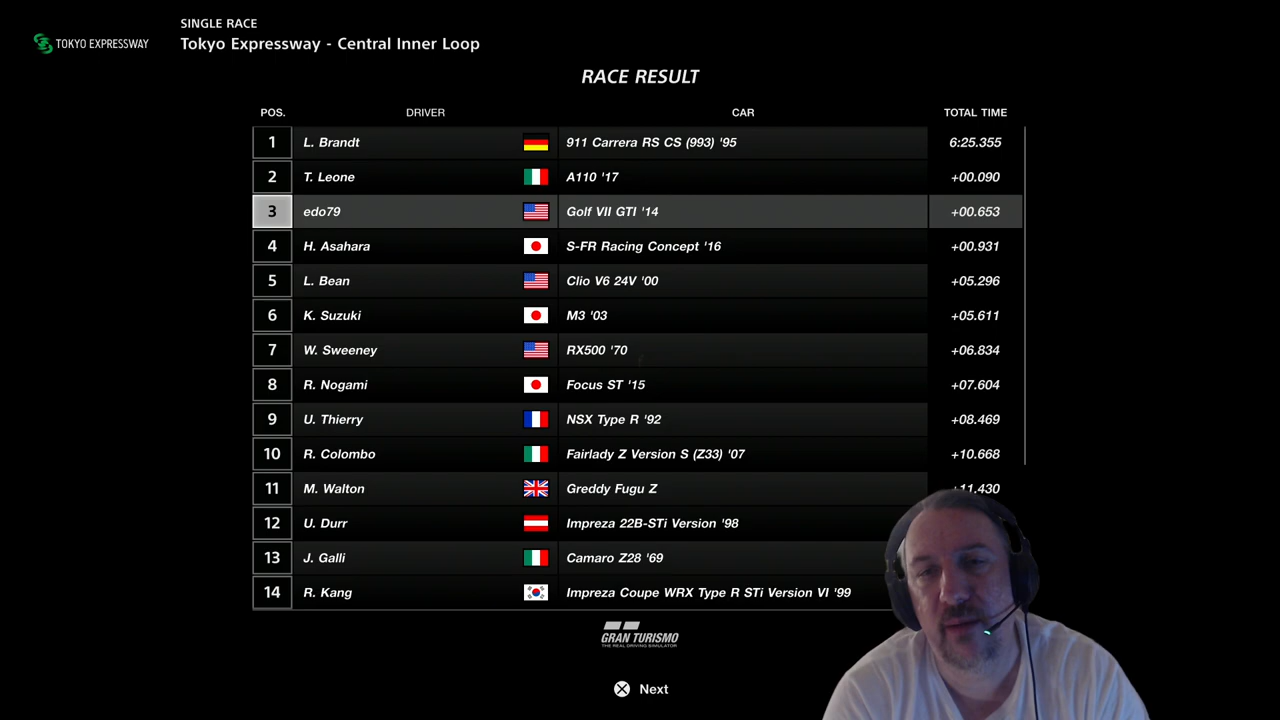 SINGLE RACE
TOKYO EXPRESSWAY
Tokyo Expressway - Central Inner Loop
RACE RESULT
POS. DRIVER CAR TOTAL TIME
1 L. Brandt 911 Carrera RS CS (993) '95 6:25.355
2 T. Leone A110 '17 +00.090
3 edo79 Golf VII GTI '14 +00.653
4 H. Asahara S-FR Racing Concept '16 +00.931
5 L. Bean Clio V6 24V '00 +05.296
6 K. Suzuki M3 '03 +05.611
7 W. Sweeney RX500 '70 +06.834
8 R. Nogami Focus ST '15 +07.604
9 U. Thierry NSX Type R '92 +08.469
10 R. Colombo Fairlady Z Version S (Z33) '07 +10.668
11 M. Walton Greddy Fugu Z +11.430
12 U. Durr Impreza 22B-STi Version '98
13 J. Galli Camaro Z28 '69
14 R. Kang Impreza Coupe WRX Type R STi Version VI '99
GRAN TURISMO
THE REAL DRIVING SIMULATOR
Next